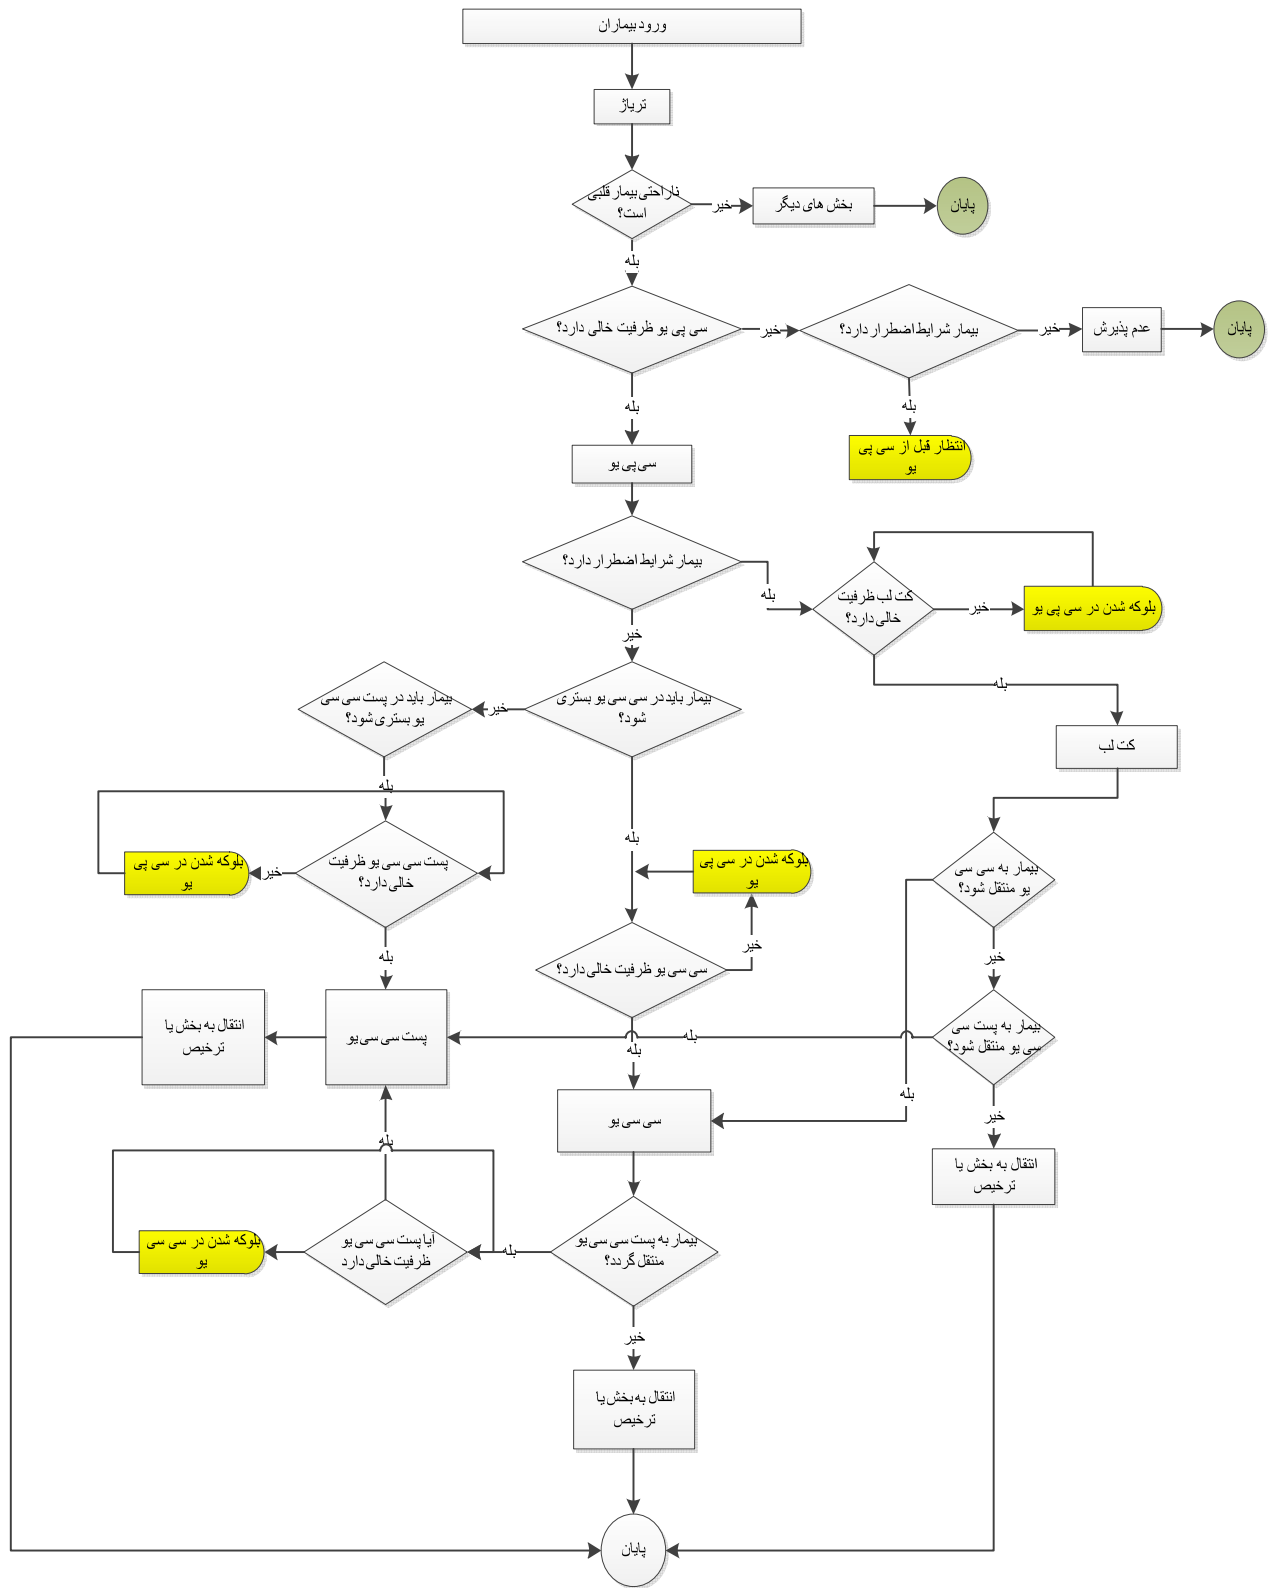 ورود بیماران
تریاژ
ناراحتی بیمار قلبی
است؟
خیر
بخش های دیگر
پایان
بله
سی پی یو ظرفیت خالی دارد؟
خیر
بیمار شرایط اضطرار دارد؟
خیر
عدم پذیرش
پایان
بله
بله
انتظار قبل از سی پی
یو
سی پی یو
بیمار شرایط اضطرار دارد؟
بله
کت لب ظرفیت
خالی دارد؟
خیر
بلوکه شدن در سی پی یو
خیر
بله
بیمار باید در سی سی یو بستری
شود؟
خیر
بیمار باید در پست سی سی
یو بستری شود؟
کت لب
بله
بله
پست سی سی یو ظرفیت
خالی دارد؟
خیر
بلوکه شدن در سی پی
یو
بلوکه شدن در سی پی
یو
بیمار به سی سی
یو منتقل شود؟
بله
خیر
خیر
سی سی یو ظرفیت خالی دارد؟
انتقال به بخش یا
ترخیص
پست سی سی یو
بله
بله
بیمار به پست سی
سی یو منتقل شود؟
بله
خیر
سی سی یو
بله
انتقال به بخش یا
ترخیص
بلوکه شدن در سی سی
یو
آیا پست سی سی یو
ظرفیت خالی دارد
بله
بیمار به پست سی سی یو
منتقل گردد؟
خیر
انتقال به بخش یا
ترخیص
پایان